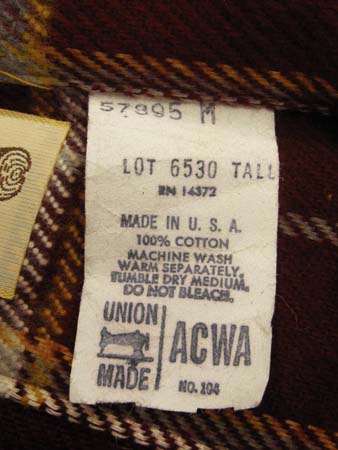 57895 M
LOT 6530 TALL
RN 14372
MADE IN U. S. A.
100% COTTON
MACHINE WASH
WARM SEPARATELY,
TUMBLE DRY MEDIUM.
DO NOT BLEACH.
UNION
MADE
ACWA
NO. 104